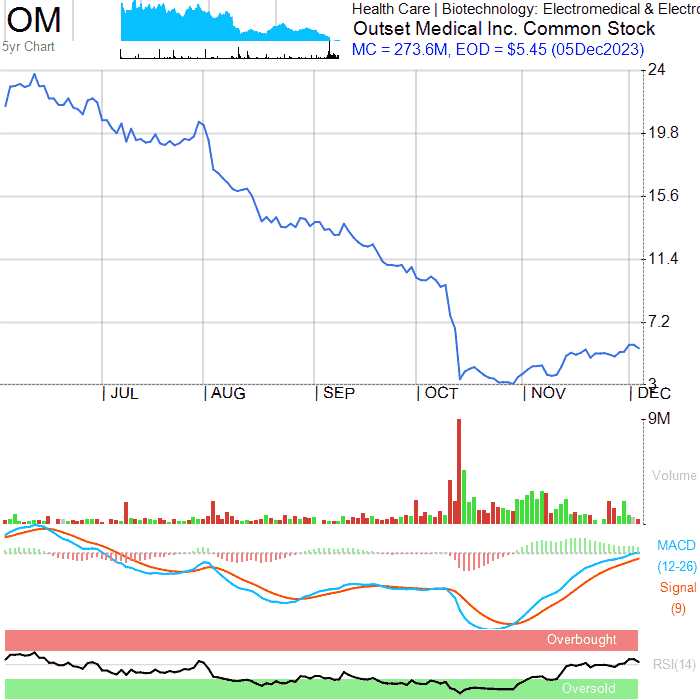 OM
5yr Chart
Health Care | Biotechnology: Electromedical & Electro
Outset Medical Inc. Common Stock
MC = 273.6M, EOD = $5.45 (05Dec2023)
24
19.8
15.6
11.4
7.2
3
JUL
AUG
SEP
OCT
NOV
DEC
9M
Volume
MACD
(12-26)
Signal
(9)
Overbought
RSI(14)
Oversold